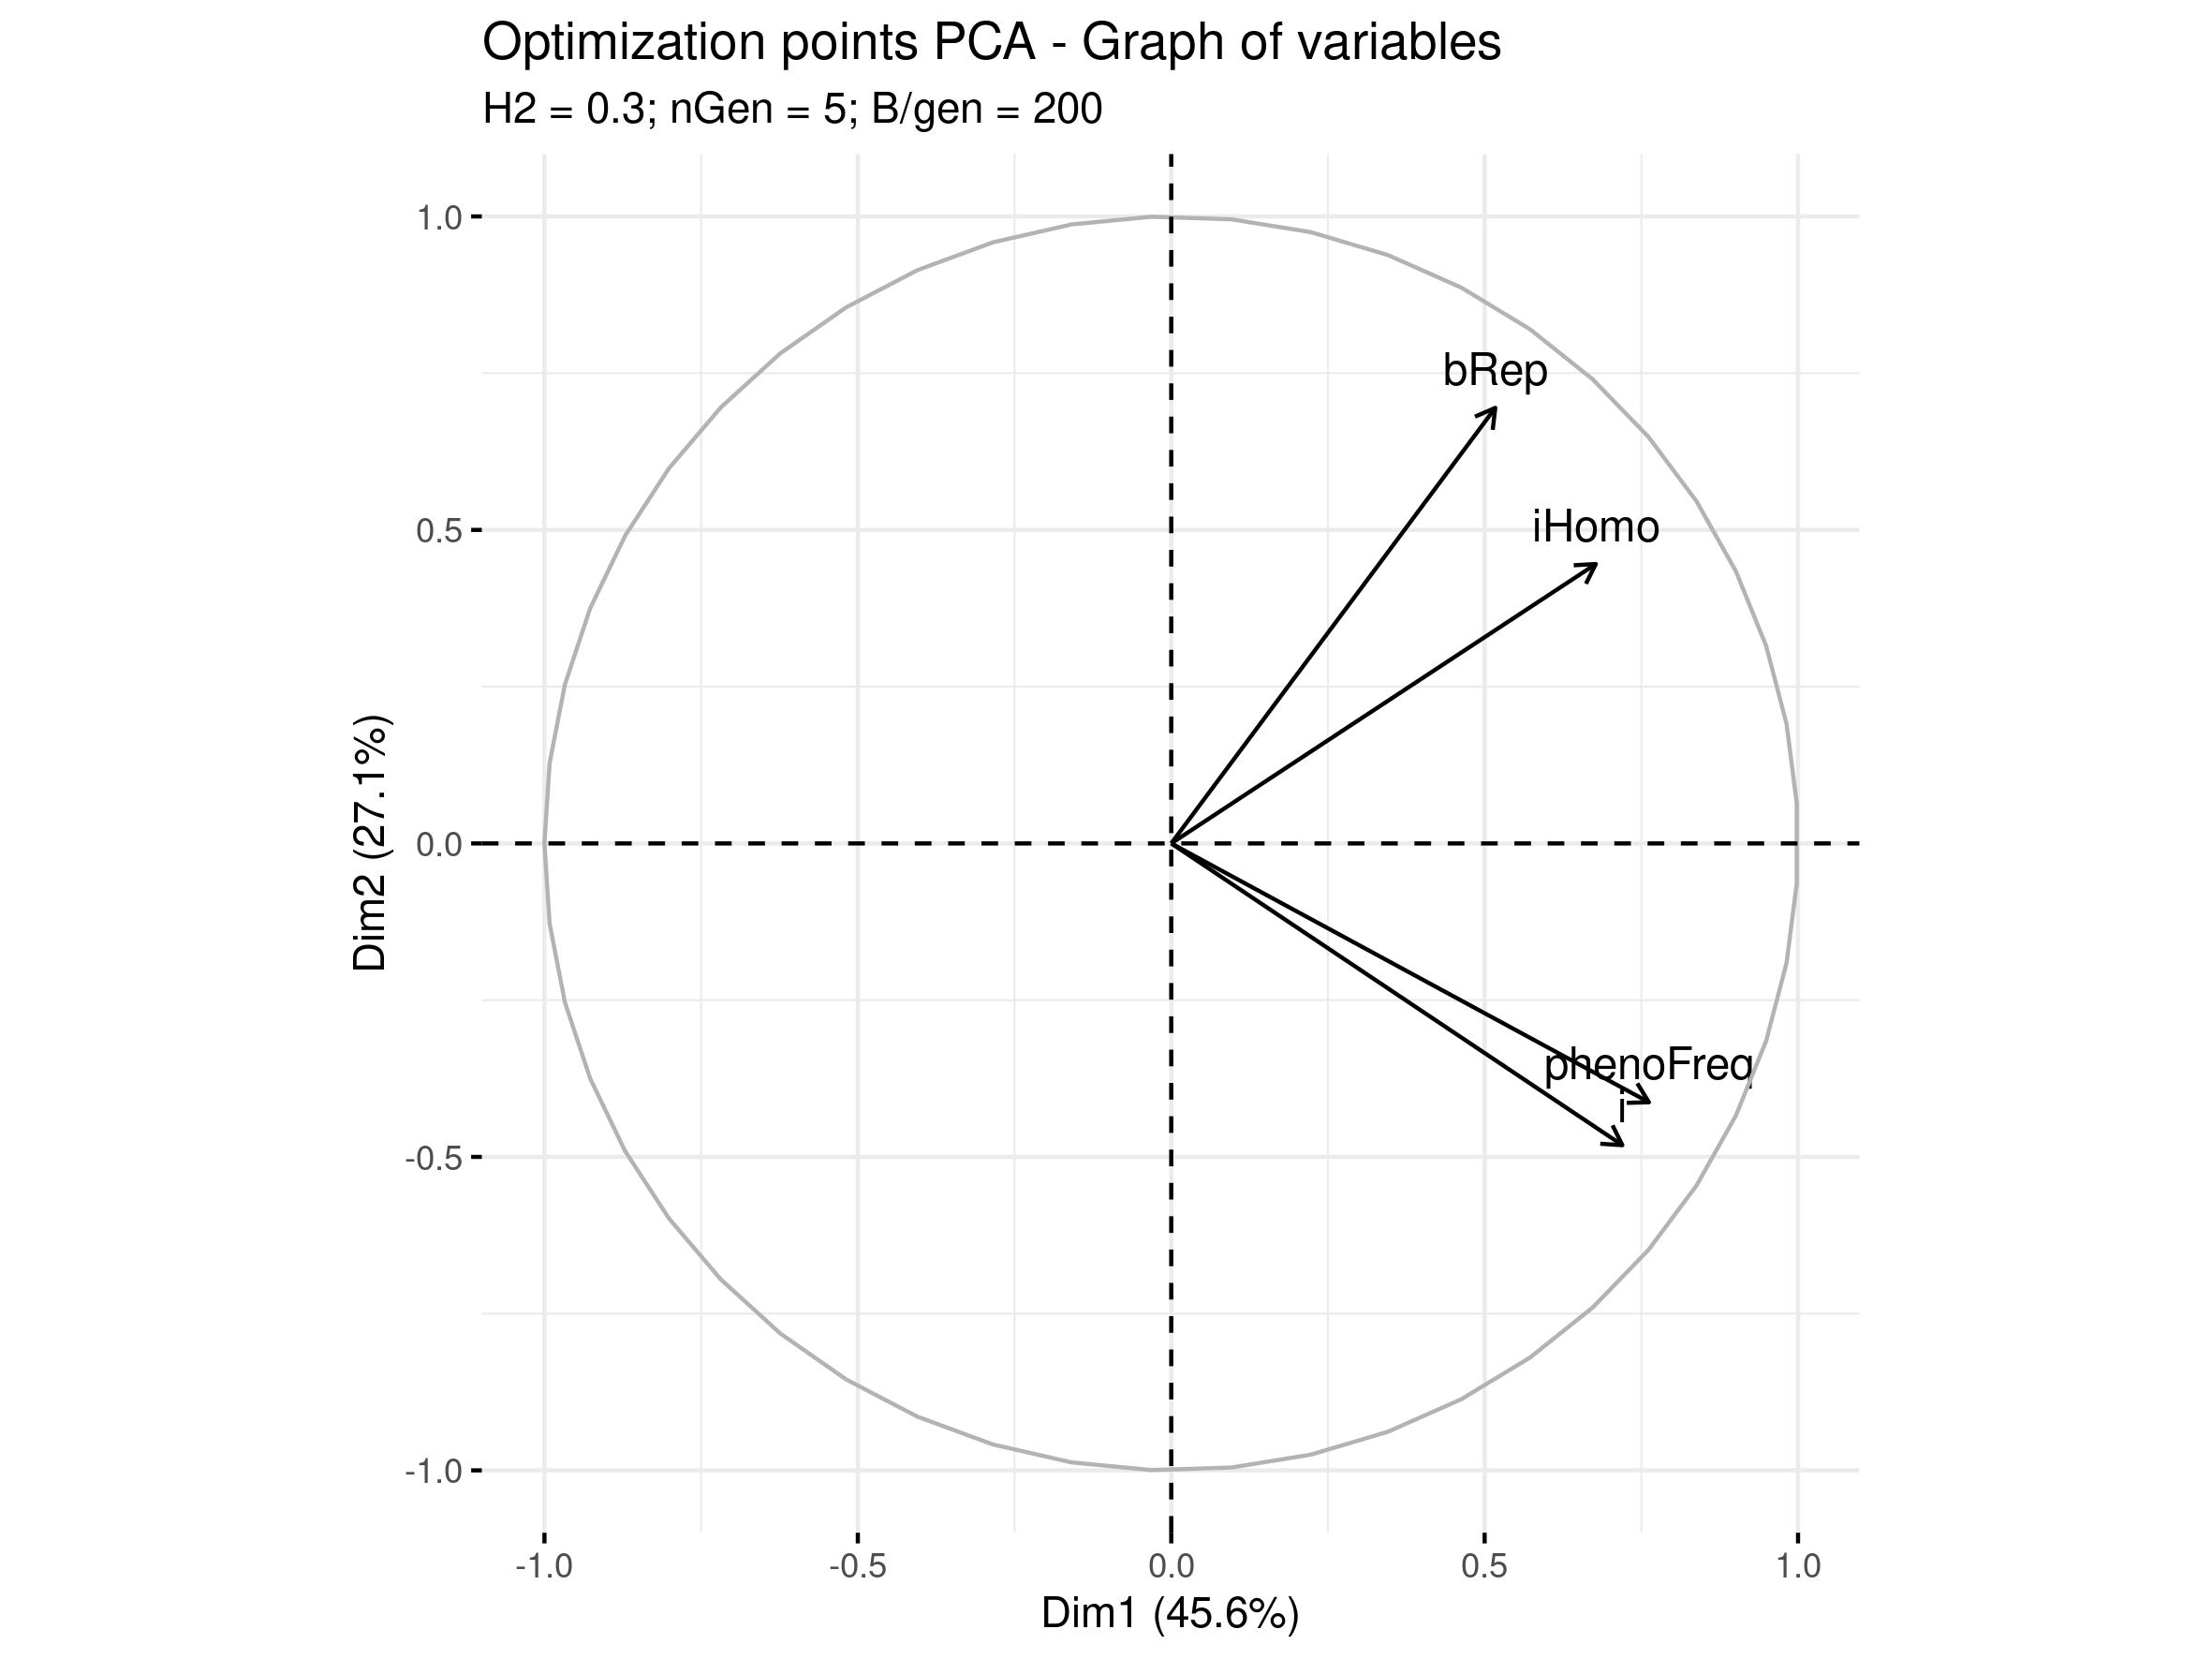 Optimization points PCA - Graph of variables
H2 = 0.3; nGen = 5; B/gen = 200
1.0
0.5
0.0
-0.5
-1.0
Dim2 (27.1%)
bRep
iHomo
phenoFreq
i
-1.0
-0.5
0.0
0.5
1.0
Dim1 (45.6%)